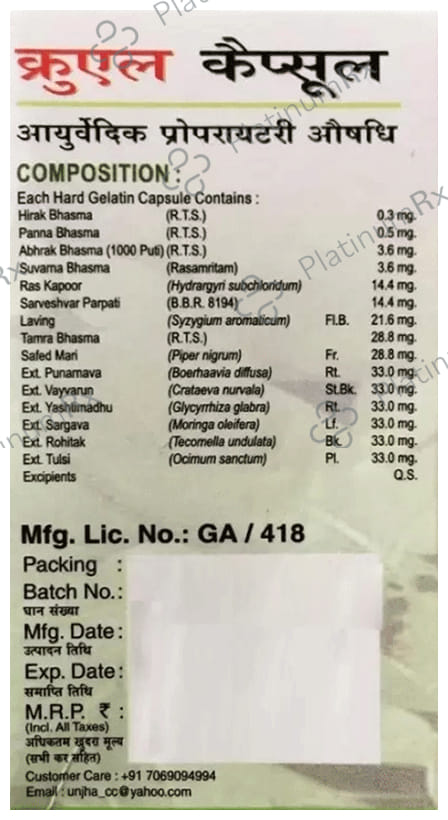 क्रुएल कैप्सूल
आयुर्वेदिक प्रोपरायटरी औषधि
COMPOSITION :
Each Hard Gelatin Capsule Contains :
Hirak Bhasma (R.T.S.) 0.3 mg.
Panna Bhasma (R.T.S.) 0.5 mg.
Abhrak Bhasma (1000 Puti) (R.T.S.) 3.6 mg.
Suvarna Bhasma (Rasamritam) 3.6 mg.
Ras Kapoor (Hydrargyri subchloridum) 14.4 mg.
Sarveshvar Parpati (B.B.R. 8194) 14.4 mg.
Laving (Syzygium aromaticum) Fl.B. 21.6 mg.
Tamra Bhasma (R.T.S.) 28.8 mg.
Safed Mari (Piper nigrum) Fr. 28.8 mg.
Ext. Punarnava (Boerhaavia diffusa) Rt. 33.0 mg.
Ext. Vayvarun (Crataeva nurvala) St.Bk. 33.0 mg.
Ext. Yashtimadhu (Glycyrrhiza glabra) Rt. 33.0 mg.
Ext. Sargava (Moringa oleifera) Lf. 33.0 mg.
Ext. Rohitak (Tecomella undulata) Bk. 33.0 mg.
Ext. Tulsi (Ocimum sanctum) Pl. 33.0 mg.
Excipients Q.S.
Mfg. Lic. No.: GA / 418
Packing :
Batch No.:
घान संख्या
Mfg. Date :
उत्पादन तिथि
Exp. Date :
समाप्ति तिथि
M.R.P. ₹ :
(Incl. All Taxes)
अधिकतम खुदरा मूल्य
(सभी कर सहित)
Customer Care : +91 7069094994
Email : unjha_cc@yahoo.com
PlatinumRx
PlatinumRx
PlatinumRx